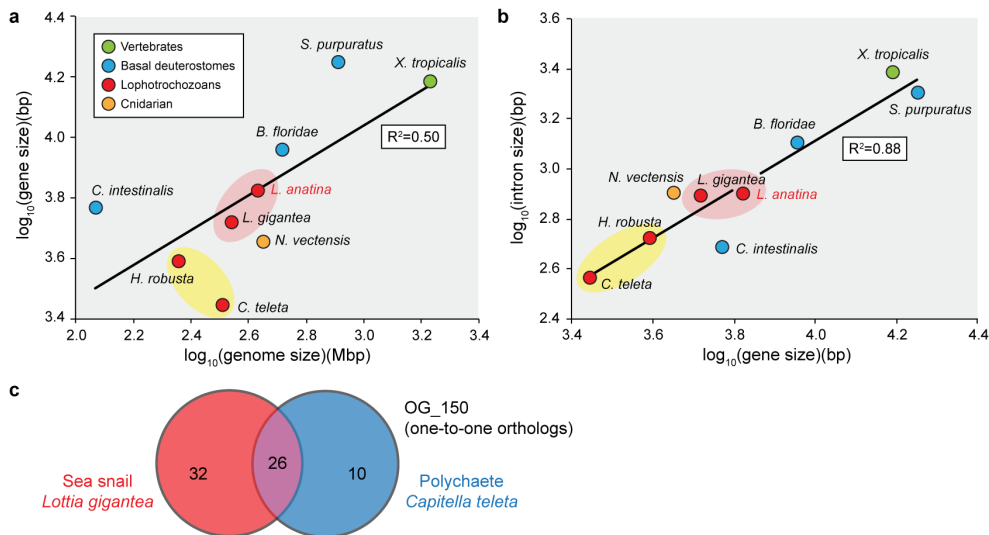 a
log10(gene size)(bp)
4.4
4.2
4.0
3.8
3.6
3.4
2.0
2.2
2.4
2.6
2.8
3.0
3.2
3.4
log10(genome size)(Mbp)
Vertebrates
Basal deuterostomes
Lophotrochozoans
Cnidarian
S. purpuratus
X. tropicalis
R²=0.50
B. floridae
C. intestinalis
L. anatina
L. gigantea
N. vectensis
H. robusta
C. teleta
b
log10(intron size)(bp)
3.6
3.4
3.2
3.0
2.8
2.6
2.4
3.4
3.6
3.8
4.0
4.2
4.4
log10(gene size)(bp)
X. tropicalis
S. purpuratus
B. floridae
R²=0.88
N. vectensis
L. gigantea
L. anatina
H. robusta
C. intestinalis
C. teleta
c
OG_150
(one-to-one orthologs)
32
26
10
Sea snail
Lottia gigantea
Polychaete
Capitella teleta